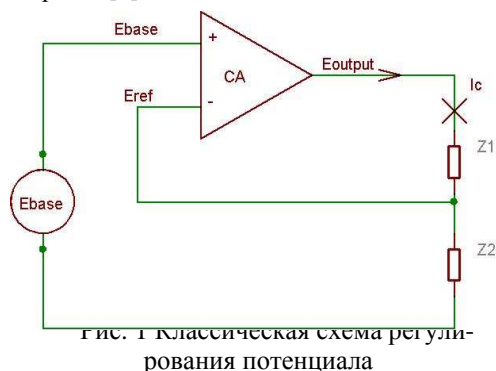 Ebase
+
Eoutput
CA
Eref
-
Ic
Z1
Ebase
Z2
Рис. 1 Классическая схема регули-
рования потенциала